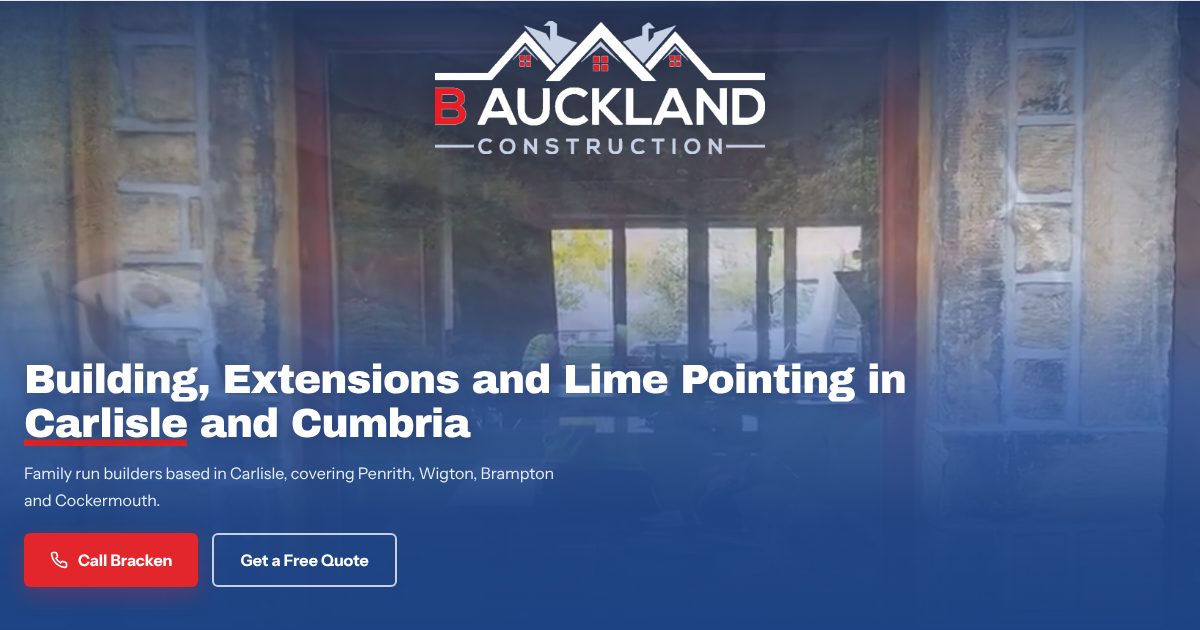 B AUCKLAND
CONSTRUCTION
Building, Extensions and Lime Pointing in
Carlisle and Cumbria
Family run builders based in Carlisle, covering Penrith, Wigton, Brampton
and Cockermouth.
Call Bracken
Get a Free Quote